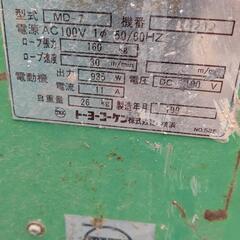 型式 MD-7 機番
電源 AC100V 1φ 50/60HZ
ロープ張力 160 kg
ロープ速度 30 m/min m/min
電動機 出力 935 W 電圧 DC 100 V
電流 11 A
自重量 26 kg 製造年月 '90
トーヨーコーケン株式会社 横浜